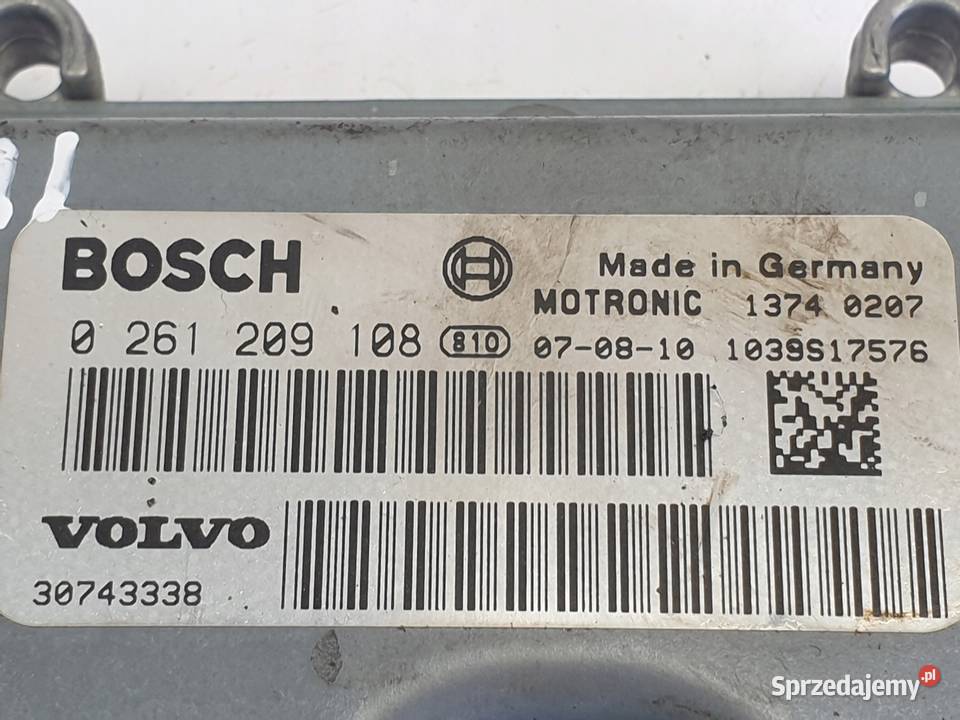 BOSCH
Made in Germany
MOTRONIC 1374 0207
0 261 209 108 810 07-08-10 1039S17576
VOLVO
30743338
Sprzedajemy.pl